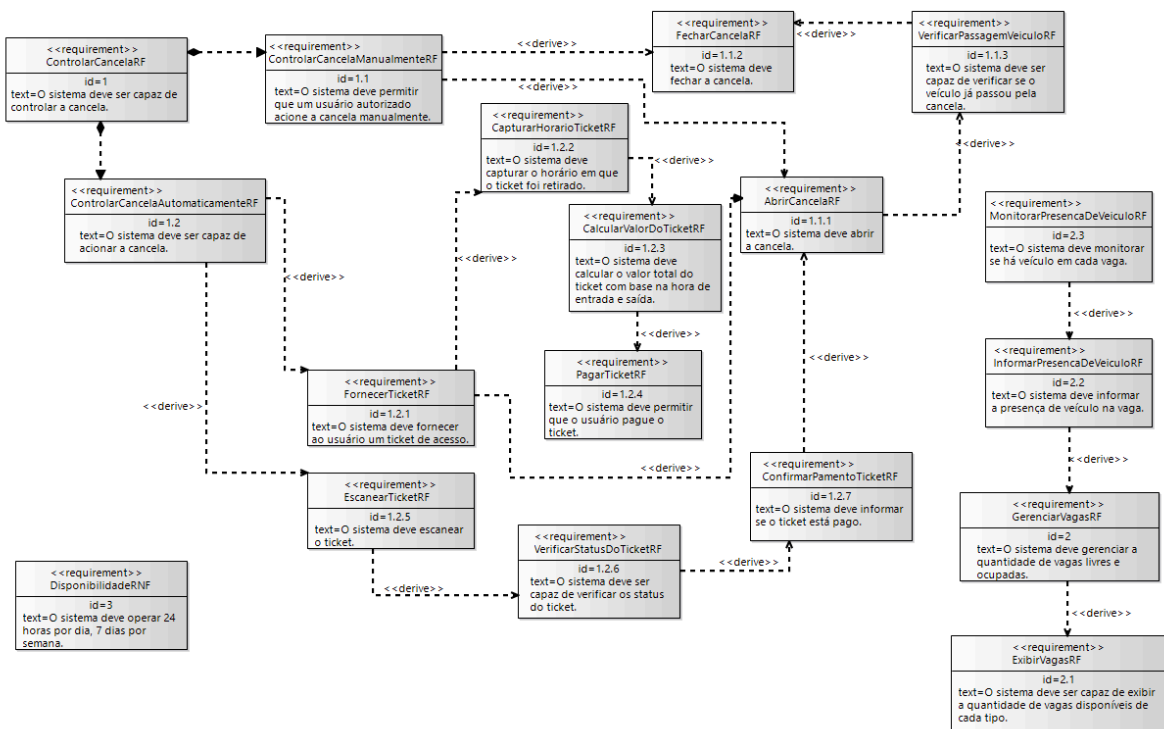 <<requirement>>
ControlarCancelaRF
id=1
text=O sistema deve ser capaz de
controlar a cancela.
<<requirement>>
ControlarCancelaManualmenteRF
id=1.1
text=O sistema deve permitir
que um usuário autorizado
acione a cancela manualmente.
<<derive>>
<<derive>>
<<requirement>>
FecharCancelaRF
id=1.1.2
text=O sistema deve
fechar a cancela.
<<derive>>
<<requirement>>
VerificarPassagemVeiculoRF
id=1.1.3
text=O sistema deve ser
capaz de verificar se o
veículo já passou pela
cancela.
<<requirement>>
CapturarHorarioTicketRF
id=1.2.2
text=O sistema deve
capturar o horário em que
o ticket foi retirado.
<<derive>>
<<derive>>
<<requirement>>
ControlarCancelaAutomaticamenteRF
id=1.2
text=O sistema deve ser capaz de
acionar a cancela.
<<requirement>>
AbrirCancelaRF
id=1.1.1
text=O sistema deve abrir
a cancela.
<<requirement>>
MonitorarPresencaDeVeiculoRF
id=2.3
text=O sistema deve monitorar
se há veículo em cada vaga.
<<requirement>>
CalcularValorDoTicketRF
id=1.2.3
text=O sistema deve
calcular o valor total do
ticket com base na hora de
entrada e saída.
<<derive>>
<<derive>>
<<derive>>
<<derive>>
<<derive>>
<<requirement>>
InformarPresencaDeVeiculoRF
id=2.2
text=O sistema deve informar
a presença de veículo na vaga.
<<requirement>>
PagarTicketRF
id=1.2.4
text=O sistema deve permitir
que o usuário pague o
ticket.
<<requirement>>
FornecerTicketRF
id=1.2.1
text=O sistema deve fornecer
ao usuário um ticket de acesso.
<<derive>>
<<derive>>
<<derive>>
<<requirement>>
ConfirmarPamentoTicketRF
id=1.2.7
text=O sistema deve informar
se o ticket está pago.
<<requirement>>
EscanearTicketRF
id=1.2.5
text=O sistema deve escanear
o ticket.
<<requirement>>
GerenciarVagasRF
id=2
text=O sistema deve gerenciar a
quantidade de vagas livres e
ocupadas.
<<requirement>>
VerificarStatusDoTicketRF
id=1.2.6
text=O sistema deve ser
capaz de verificar os status
do ticket.
<<derive>>
<<derive>>
<<derive>>
<<requirement>>
DisponibilidadeRNF
id=3
text=O sistema deve operar 24
horas por dia, 7 dias por
semana.
<<requirement>>
ExibirVagasRF
id=2.1
text=O sistema deve ser capaz de exibir
a quantidade de vagas disponíveis de
cada tipo.